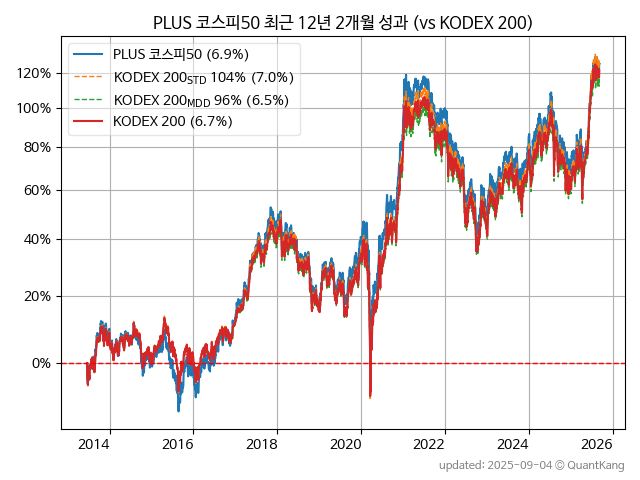 PLUS 코스피50 최근 12년 2개월 성과 (vs KODEX 200)
PLUS 코스피50 (6.9%)
KODEX 200STD 104% (7.0%)
KODEX 200MDD 96% (6.5%)
KODEX 200 (6.7%)
120%
100%
80%
60%
40%
20%
0%
2014 2016 2018 2020 2022 2024 2026
updated: 2025-09-04 © QuantKang